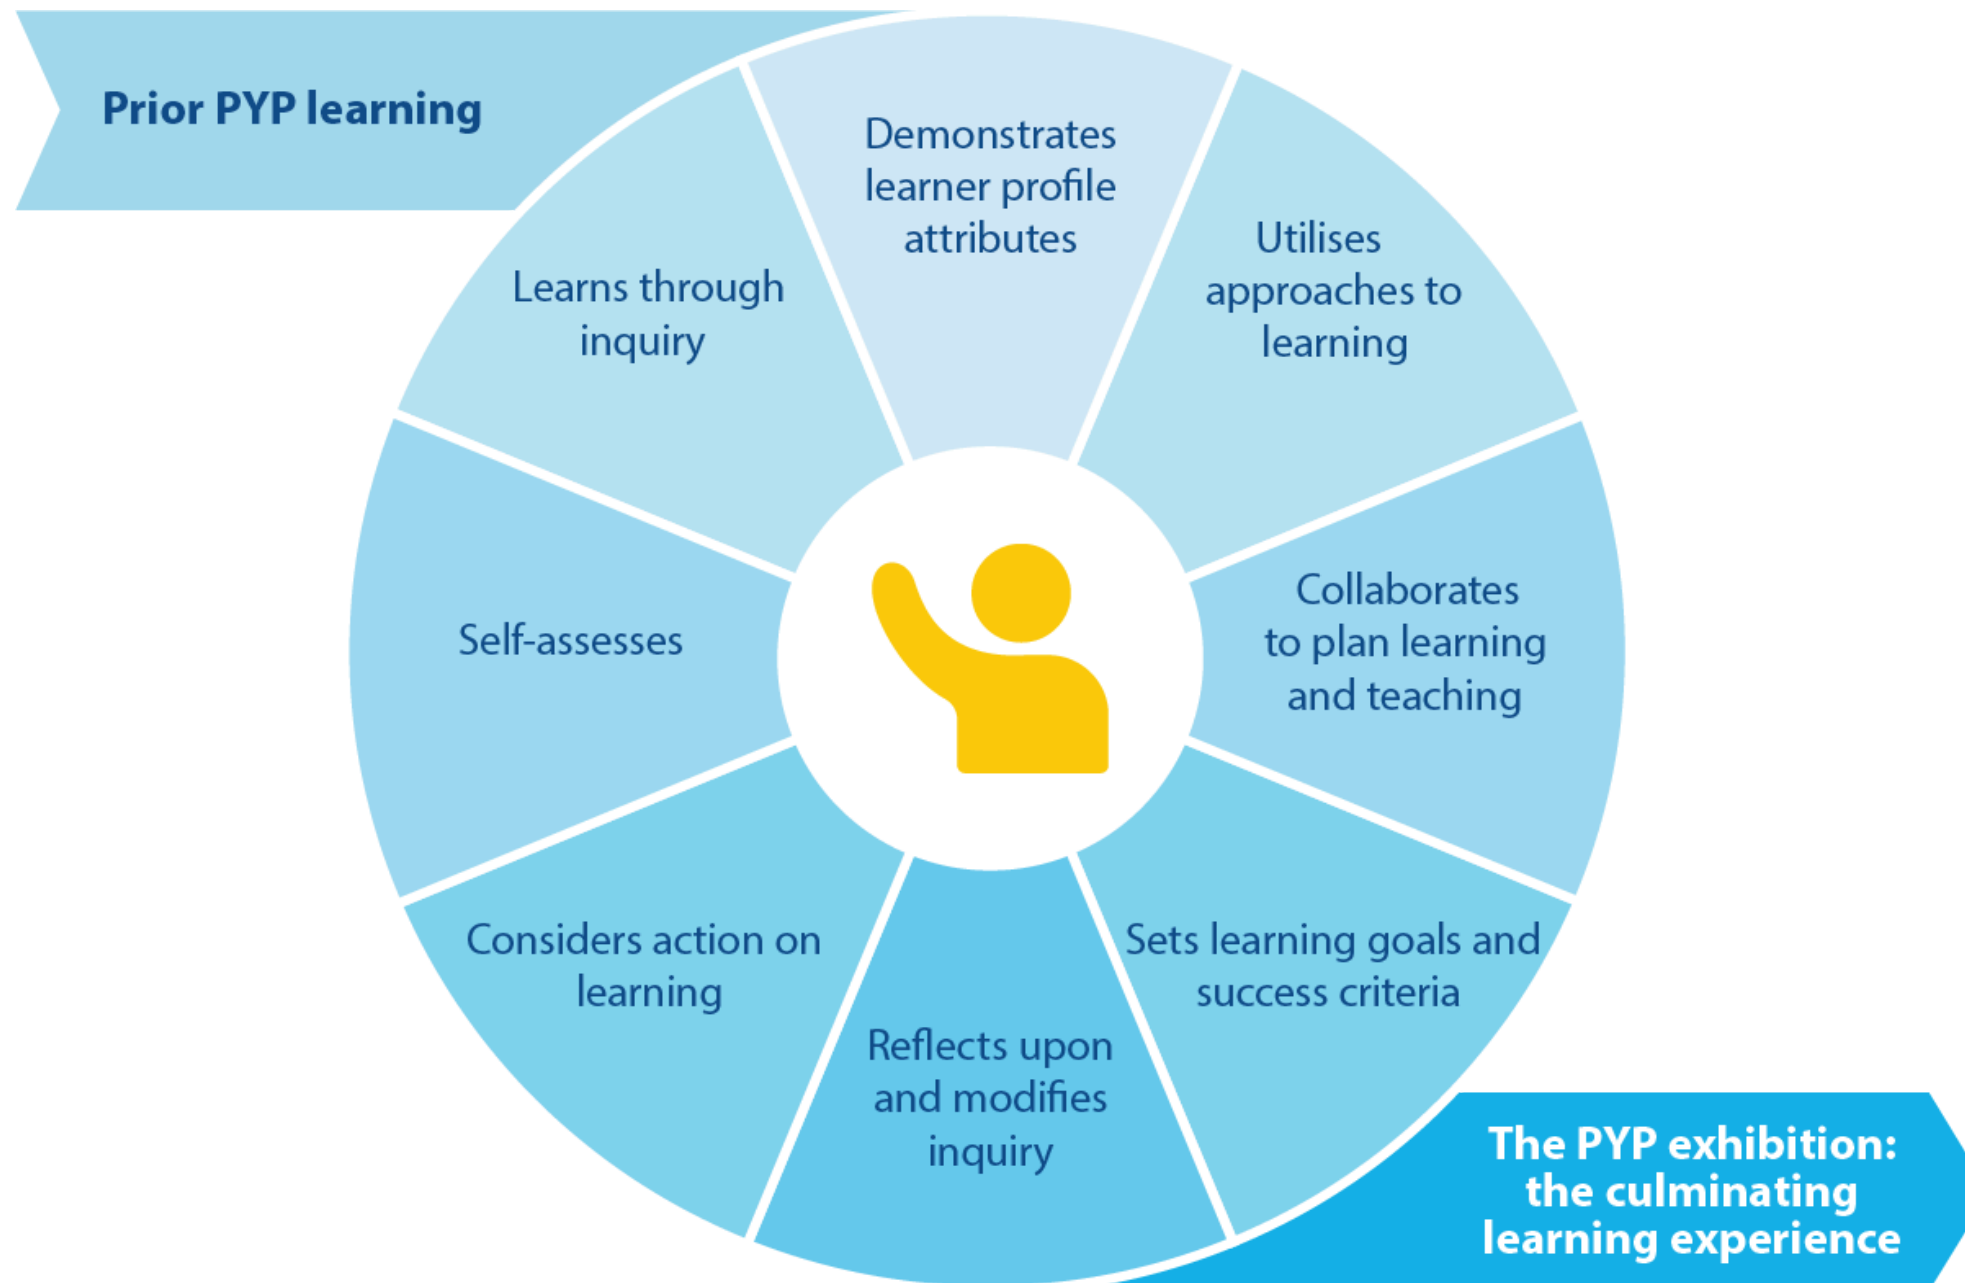 Prior PYP learning
Demonstrates
learner profile
attributes
Utilises
approaches to
learning
Collaborates
to plan learning
and teaching
Sets learning goals and
success criteria
Reflects upon
and modifies
inquiry
Considers action on
learning
Self-assesses
Learns through
inquiry
The PYP exhibition:
the culminating
learning experience